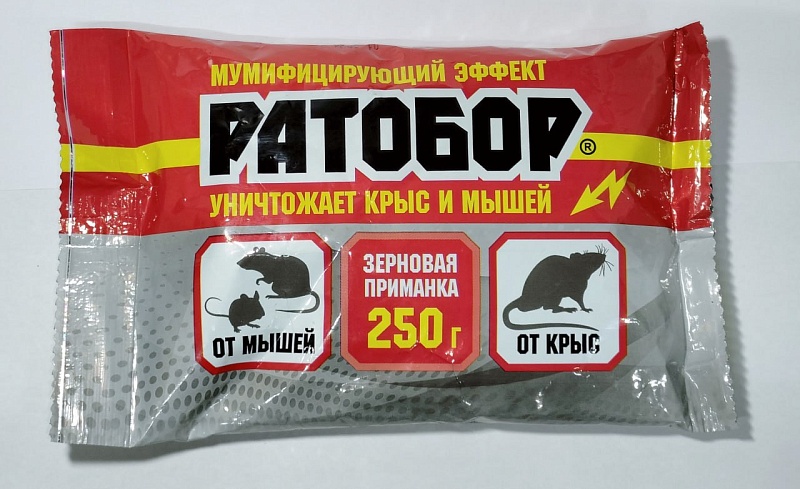 МУМИФИЦИРУЮЩИЙ ЭФФЕКТ
РАТОБОР®
УНИЧТОЖАЕТ КРЫС И МЫШЕЙ
ОТ МЫШЕЙ
ЗЕРНОВАЯ
ПРИМАНКА
250 г
ОТ КРЫС